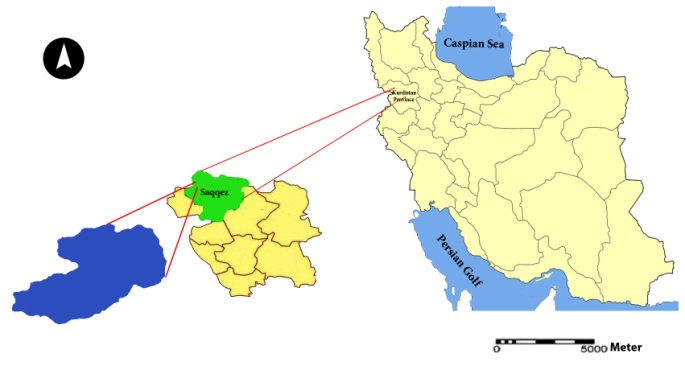 Caspian Sea
Kurdistan
Province
Saqqez
Persian Golf
0 5000 Meter